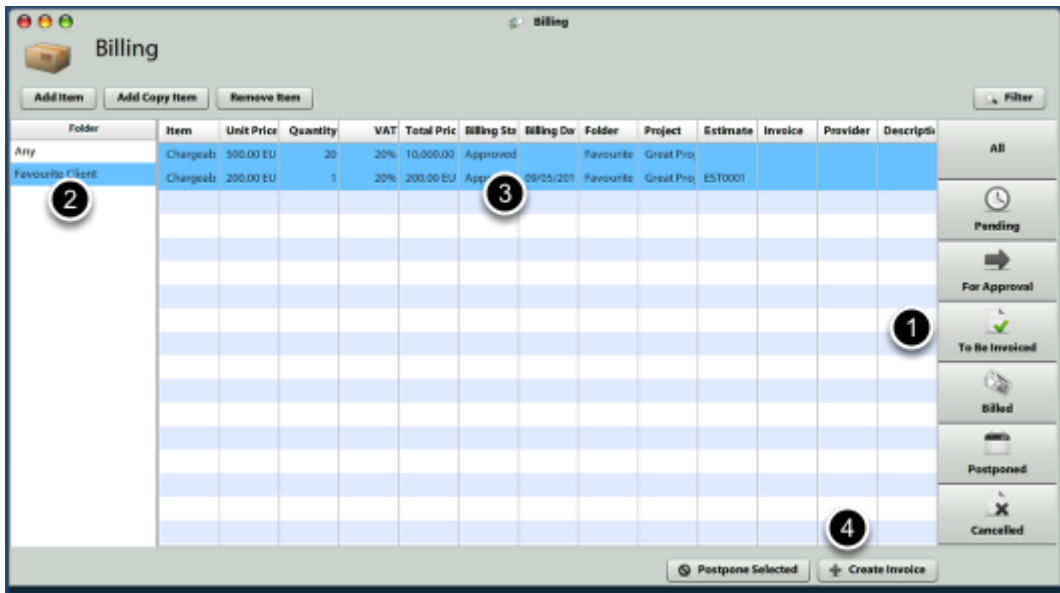 Billing
Billing
Add Item Add Copy Item Remove Item Filter
Folder Item Unit Price Quantity VAT Total Pric Billing Sta Billing Da Folder Project Estimate Invoice Provider Descripti
Any Chargeab 500.00 EU 20 20% 10,000.00 Approved Favourite Great Pro All
Favourite Client Chargeab 200.00 EU 1 20% 200.00 EU 09/05/201 Favourite Great Pro EST0001
2 3
Pending
For Approval
1
To Be Invoiced
Billed
Postponed
4 Cancelled
Postpone Selected Create Invoice